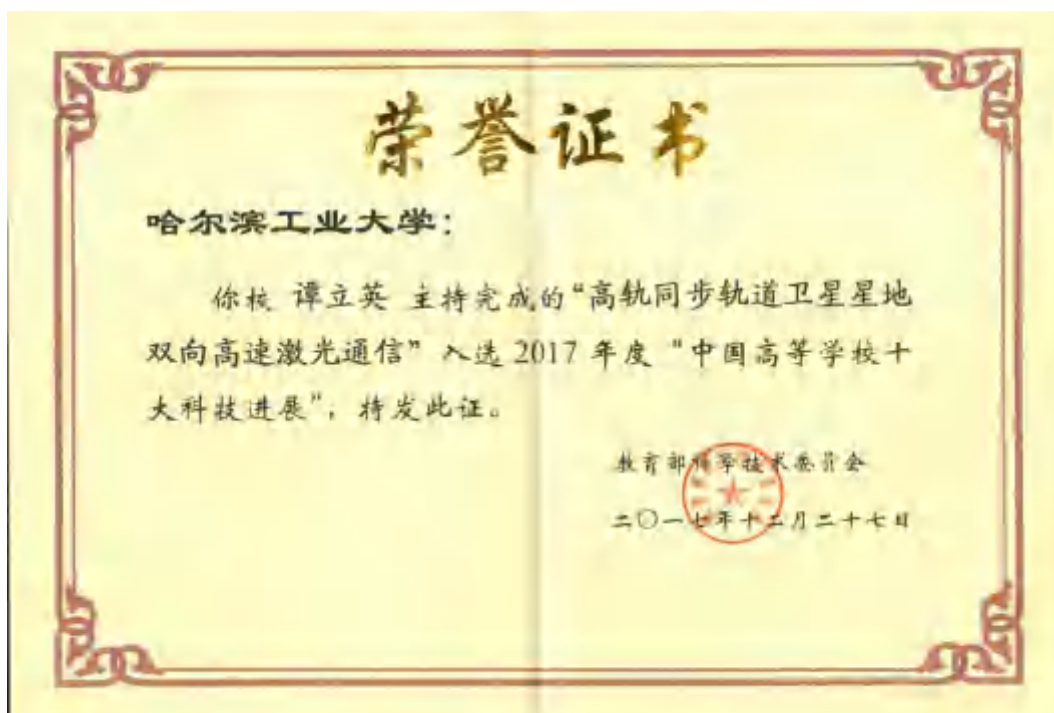 荣誉证书
哈尔滨工业大学:
你校 谭立英 主持完成的“高轨同步轨道卫星星地
双向高速激光通信”入选 2017 年度“中国高等学校十
大科技进展”，特发此证。
教育部科学技术委员会
二〇一七年十二月二十七日